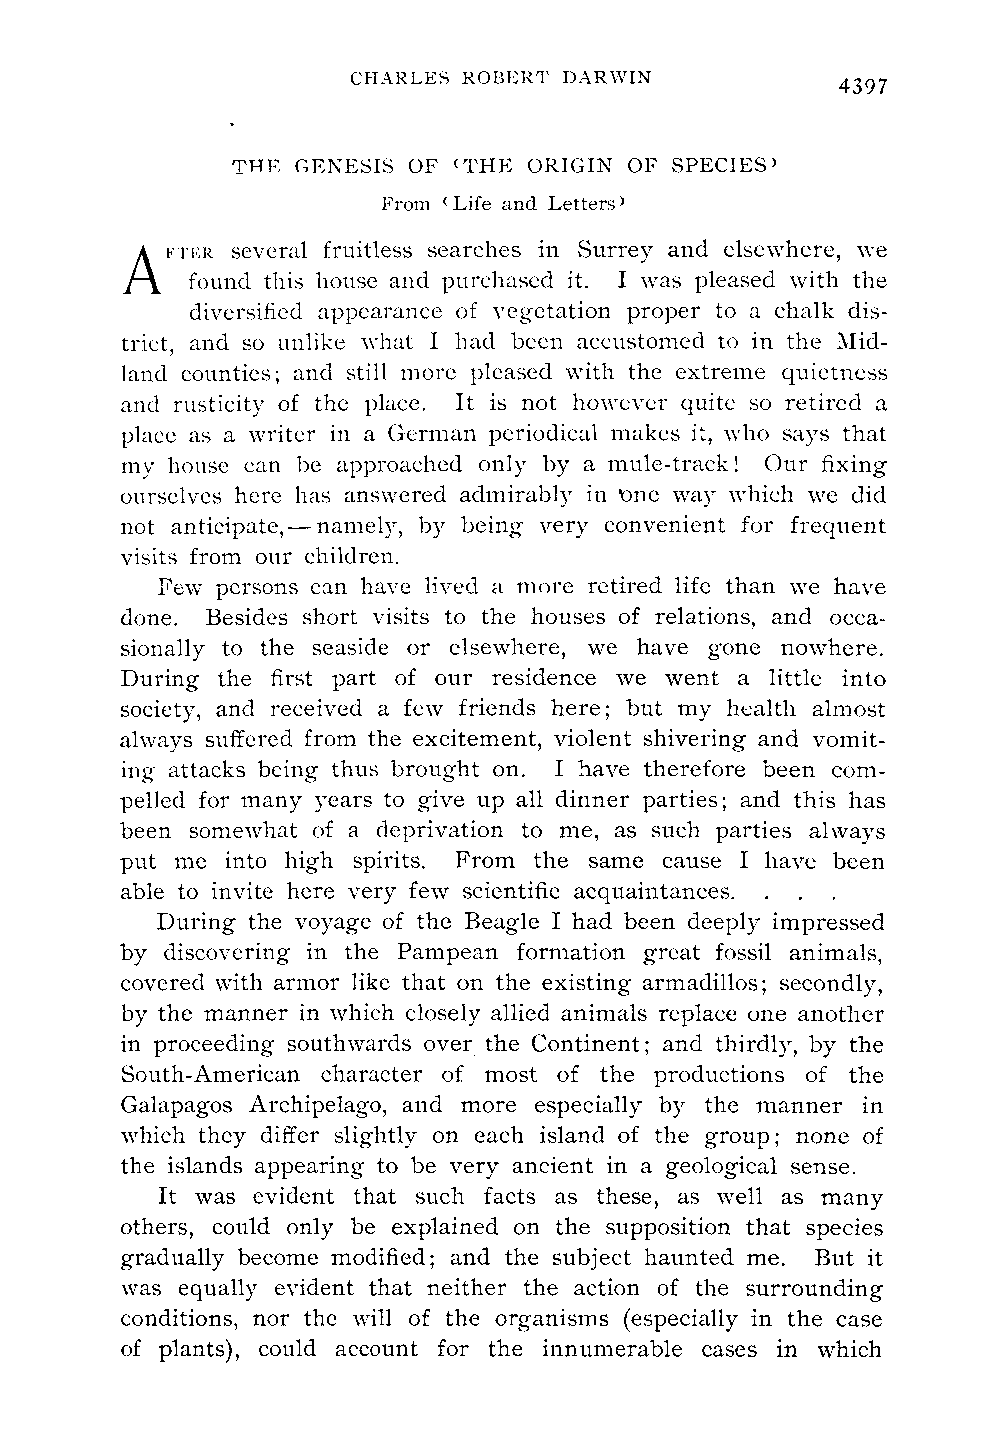 CHARLES ROBERT DARWIN
4397
THE GENESIS OF ‘THE ORIGIN OF SPECIES’
From ‘Life and Letters’
AFTER several fruitless searches in Surrey and elsewhere, we
found this house and purchased it. I was pleased with the
diversified appearance of vegetation proper to a chalk dis-
trict, and so unlike what I had been accustomed to in the Mid-
land counties; and still more pleased with the extreme quietness
and rusticity of the place. It is not however quite so retired a
place as a writer in a German periodical makes it, who says that
my house can be approached only by a mule-track! Our fixing
ourselves here has answered admirably in one way which we did
not anticipate,—namely, by being very convenient for frequent
visits from our children.
Few persons can have lived a more retired life than we have
done. Besides short visits to the houses of relations, and occa-
sionally to the seaside or elsewhere, we have gone nowhere.
During the first part of our residence we went a little into
society, and received a few friends here; but my health almost
always suffered from the excitement, violent shivering and vomit-
ing attacks being thus brought on. I have therefore been com-
pelled for many years to give up all dinner parties; and this has
been somewhat of a deprivation to me, as such parties always
put me into high spirits. From the same cause I have been
able to invite here very few scientific acquaintances. . . .
During the voyage of the Beagle I had been deeply impressed
by discovering in the Pampean formation great fossil animals,
covered with armor like that on the existing armadillos; secondly,
by the manner in which closely allied animals replace one another
in proceeding southwards over the Continent; and thirdly, by the
South-American character of most of the productions of the
Galapagos Archipelago, and more especially by the manner in
which they differ slightly on each island of the group; none of
the islands appearing to be very ancient in a geological sense.
It was evident that such facts as these, as well as many
others, could only be explained on the supposition that species
gradually become modified; and the subject haunted me. But it
was equally evident that neither the action of the surrounding
conditions, nor the will of the organisms (especially in the case
of plants), could account for the innumerable cases in which